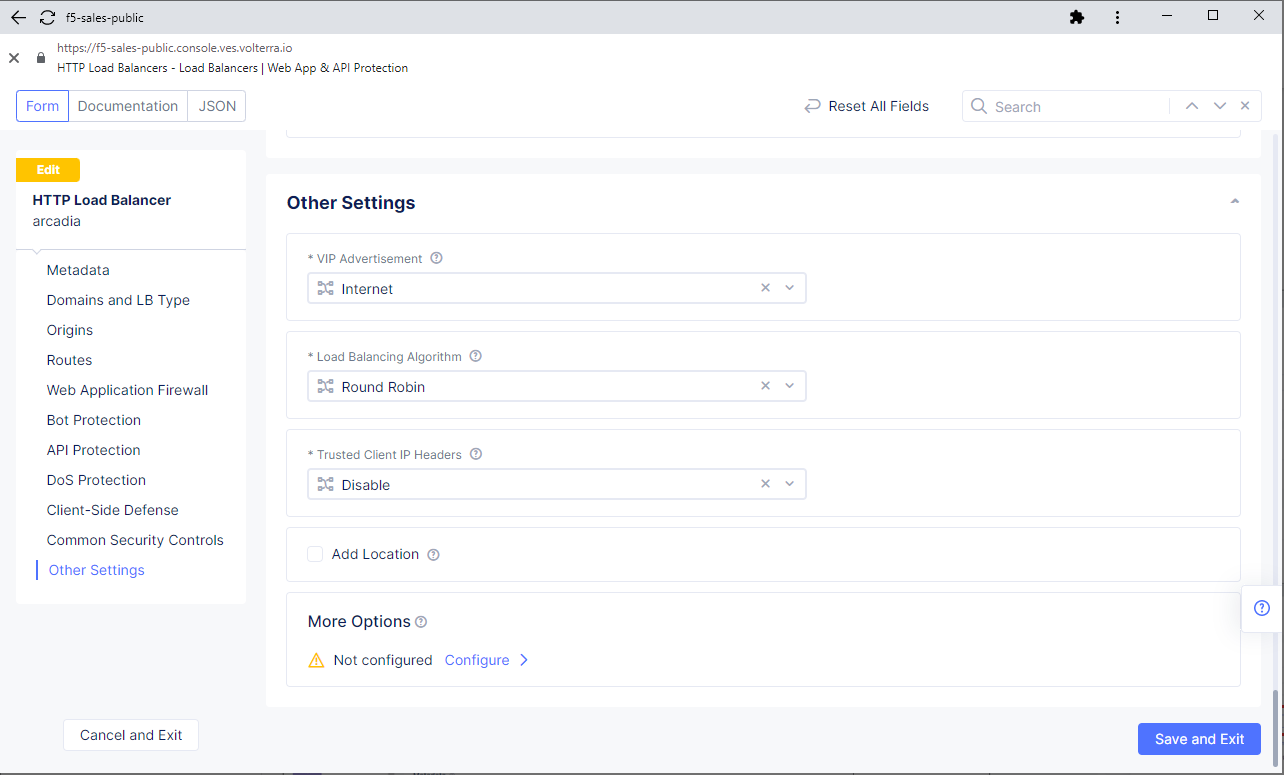 f5-sales-public
https://f5-sales-public.console.ves.volterra.io
HTTP Load Balancers - Load Balancers | Web App & API Protection
Form Documentation JSON
Reset All Fields
Search
Edit
HTTP Load Balancer
arcadia
Metadata
Domains and LB Type
Origins
Routes
Web Application Firewall
Bot Protection
API Protection
DoS Protection
Client-Side Defense
Common Security Controls
Other Settings
Cancel and Exit
Other Settings
* VIP Advertisement
Internet
* Load Balancing Algorithm
Round Robin
* Trusted Client IP Headers
Disable
Add Location
More Options
Not configured Configure
Save and Exit